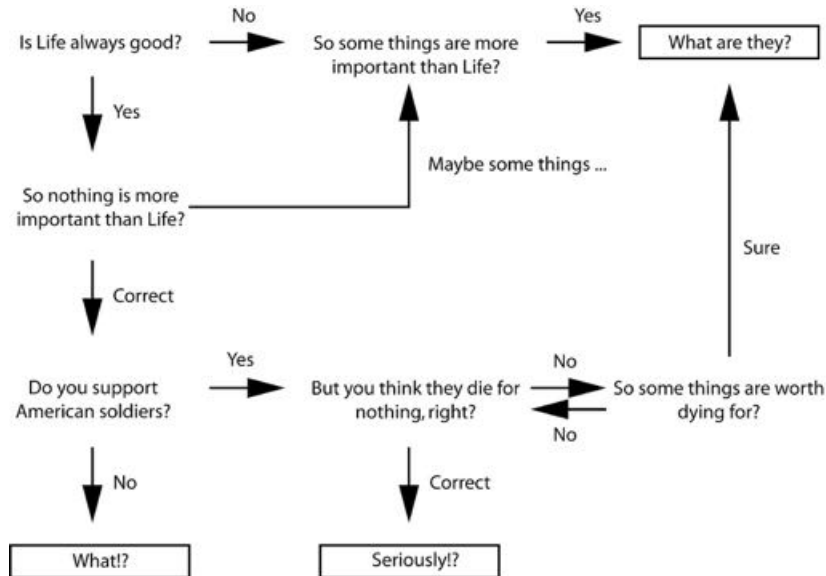 Is Life always good?
No
So some things are more
important than Life?
Yes
What are they?
Yes
Maybe some things ...
So nothing is more
important than Life?
Sure
Correct
Do you support
American soldiers?
Yes
But you think they die for
nothing, right?
No
No
So some things are worth
dying for?
No
Correct
What!?
Seriously!?